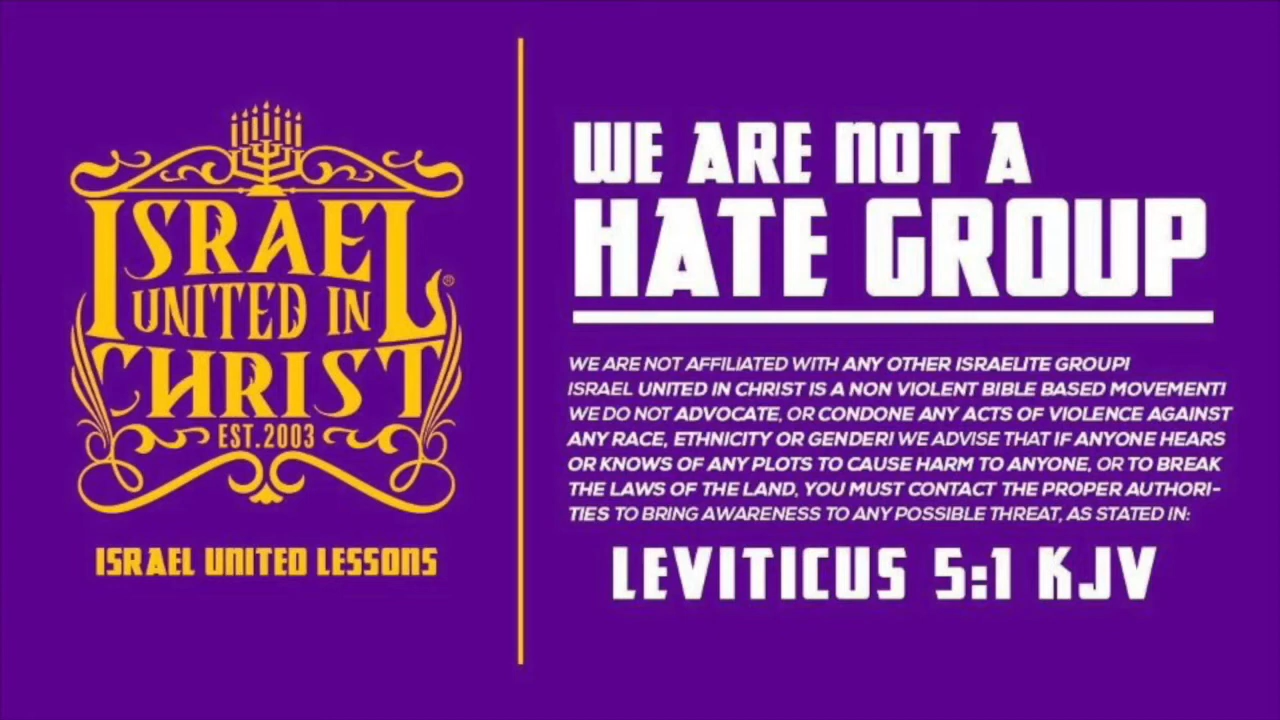 ISRAEL
UNITED IN
CHRIST
EST.2003
ISRAEL UNITED LESSONS
WE ARE NOT A
HATE GROUP
WE ARE NOT AFFILIATED WITH ANY OTHER ISRAELITE GROUP!
ISRAEL UNITED IN CHRIST IS A NON VIOLENT BIBLE BASED MOVEMENT!
WE DO NOT ADVOCATE, OR CONDONE ANY ACTS OF VIOLENCE AGAINST
ANY RACE, ETHNICITY OR GENDER! WE ADVISE THAT IF ANYONE HEARS
OR KNOWS OF ANY PLOTS TO CAUSE HARM TO ANYONE, OR TO BREAK
THE LAWS OF THE LAND, YOU MUST CONTACT THE PROPER AUTHORI-
TIES TO BRING AWARENESS TO ANY POSSIBLE THREAT, AS STATED IN:
LEVITICUS 5:1 KJV